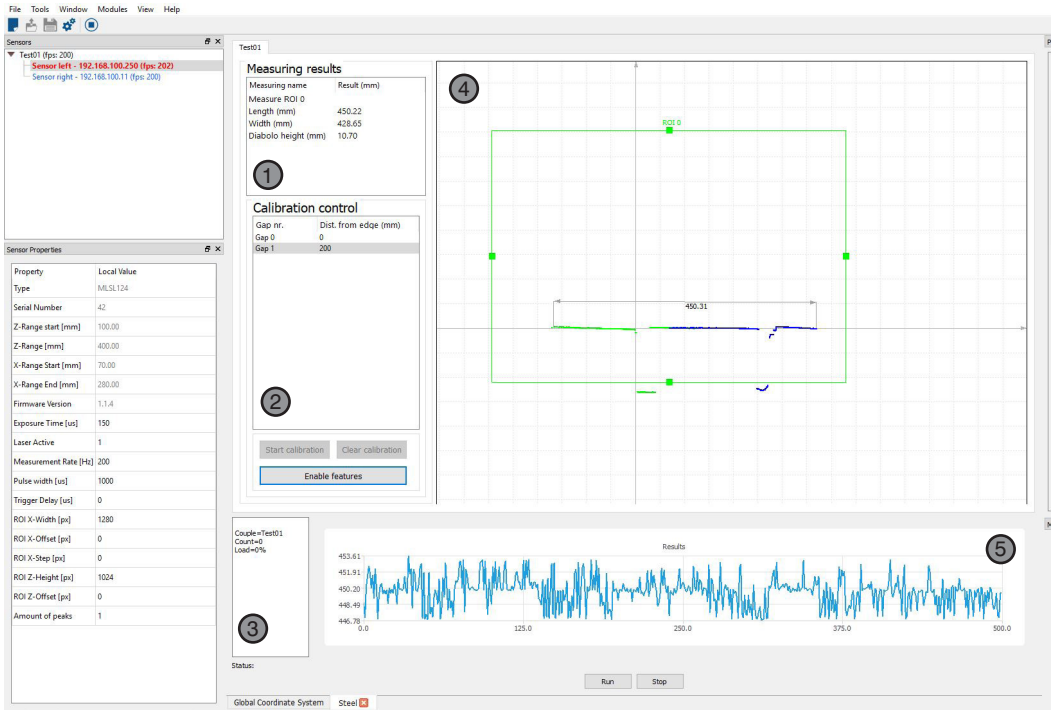 File Tools Window Modules View Help
Sensors
Test01 (fps: 200)
Sensor left - 192.168.100.250 (fps: 202)
Sensor right - 192.168.100.11 (fps: 200)
Sensor Properties
Property Local Value
Type MLSL124
Serial Number 42
Z-Range start [mm] 100.00
Z-Range [mm] 400.00
X-Range Start [mm] 70.00
X-Range End [mm] 280.00
Firmware Version 1.1.4
Exposure Time [us] 150
Laser Active 1
Measurement Rate [Hz] 200
Pulse width [us] 1000
Trigger Delay [us] 0
ROI X-Width [px] 1280
ROI X-Offset [px] 0
ROI X-Step [px] 0
ROI Z-Height [px] 1024
ROI Z-Offset [px] 0
Amount of peaks 1
Test01
Measuring results
Measuring name Result (mm)
Measure ROI 0
Length (mm) 450.22
Width (mm) 428.65
Diabolo height (mm) 10.70
1
Calibration control
Gap nr. Dist. from edge (mm)
Gap 0 0
Gap 1 200
2
Start calibration Clear calibration
Enable features
4
ROI 0
450.31
Couple=Test01
Count=0
Load=0%
3
Status:
Results
5
453.61
451.91
450.20
448.49
446.78
0.0 125.0 250.0 375.0 500.0
Run Stop
Global Coordinate System Steel
P
M